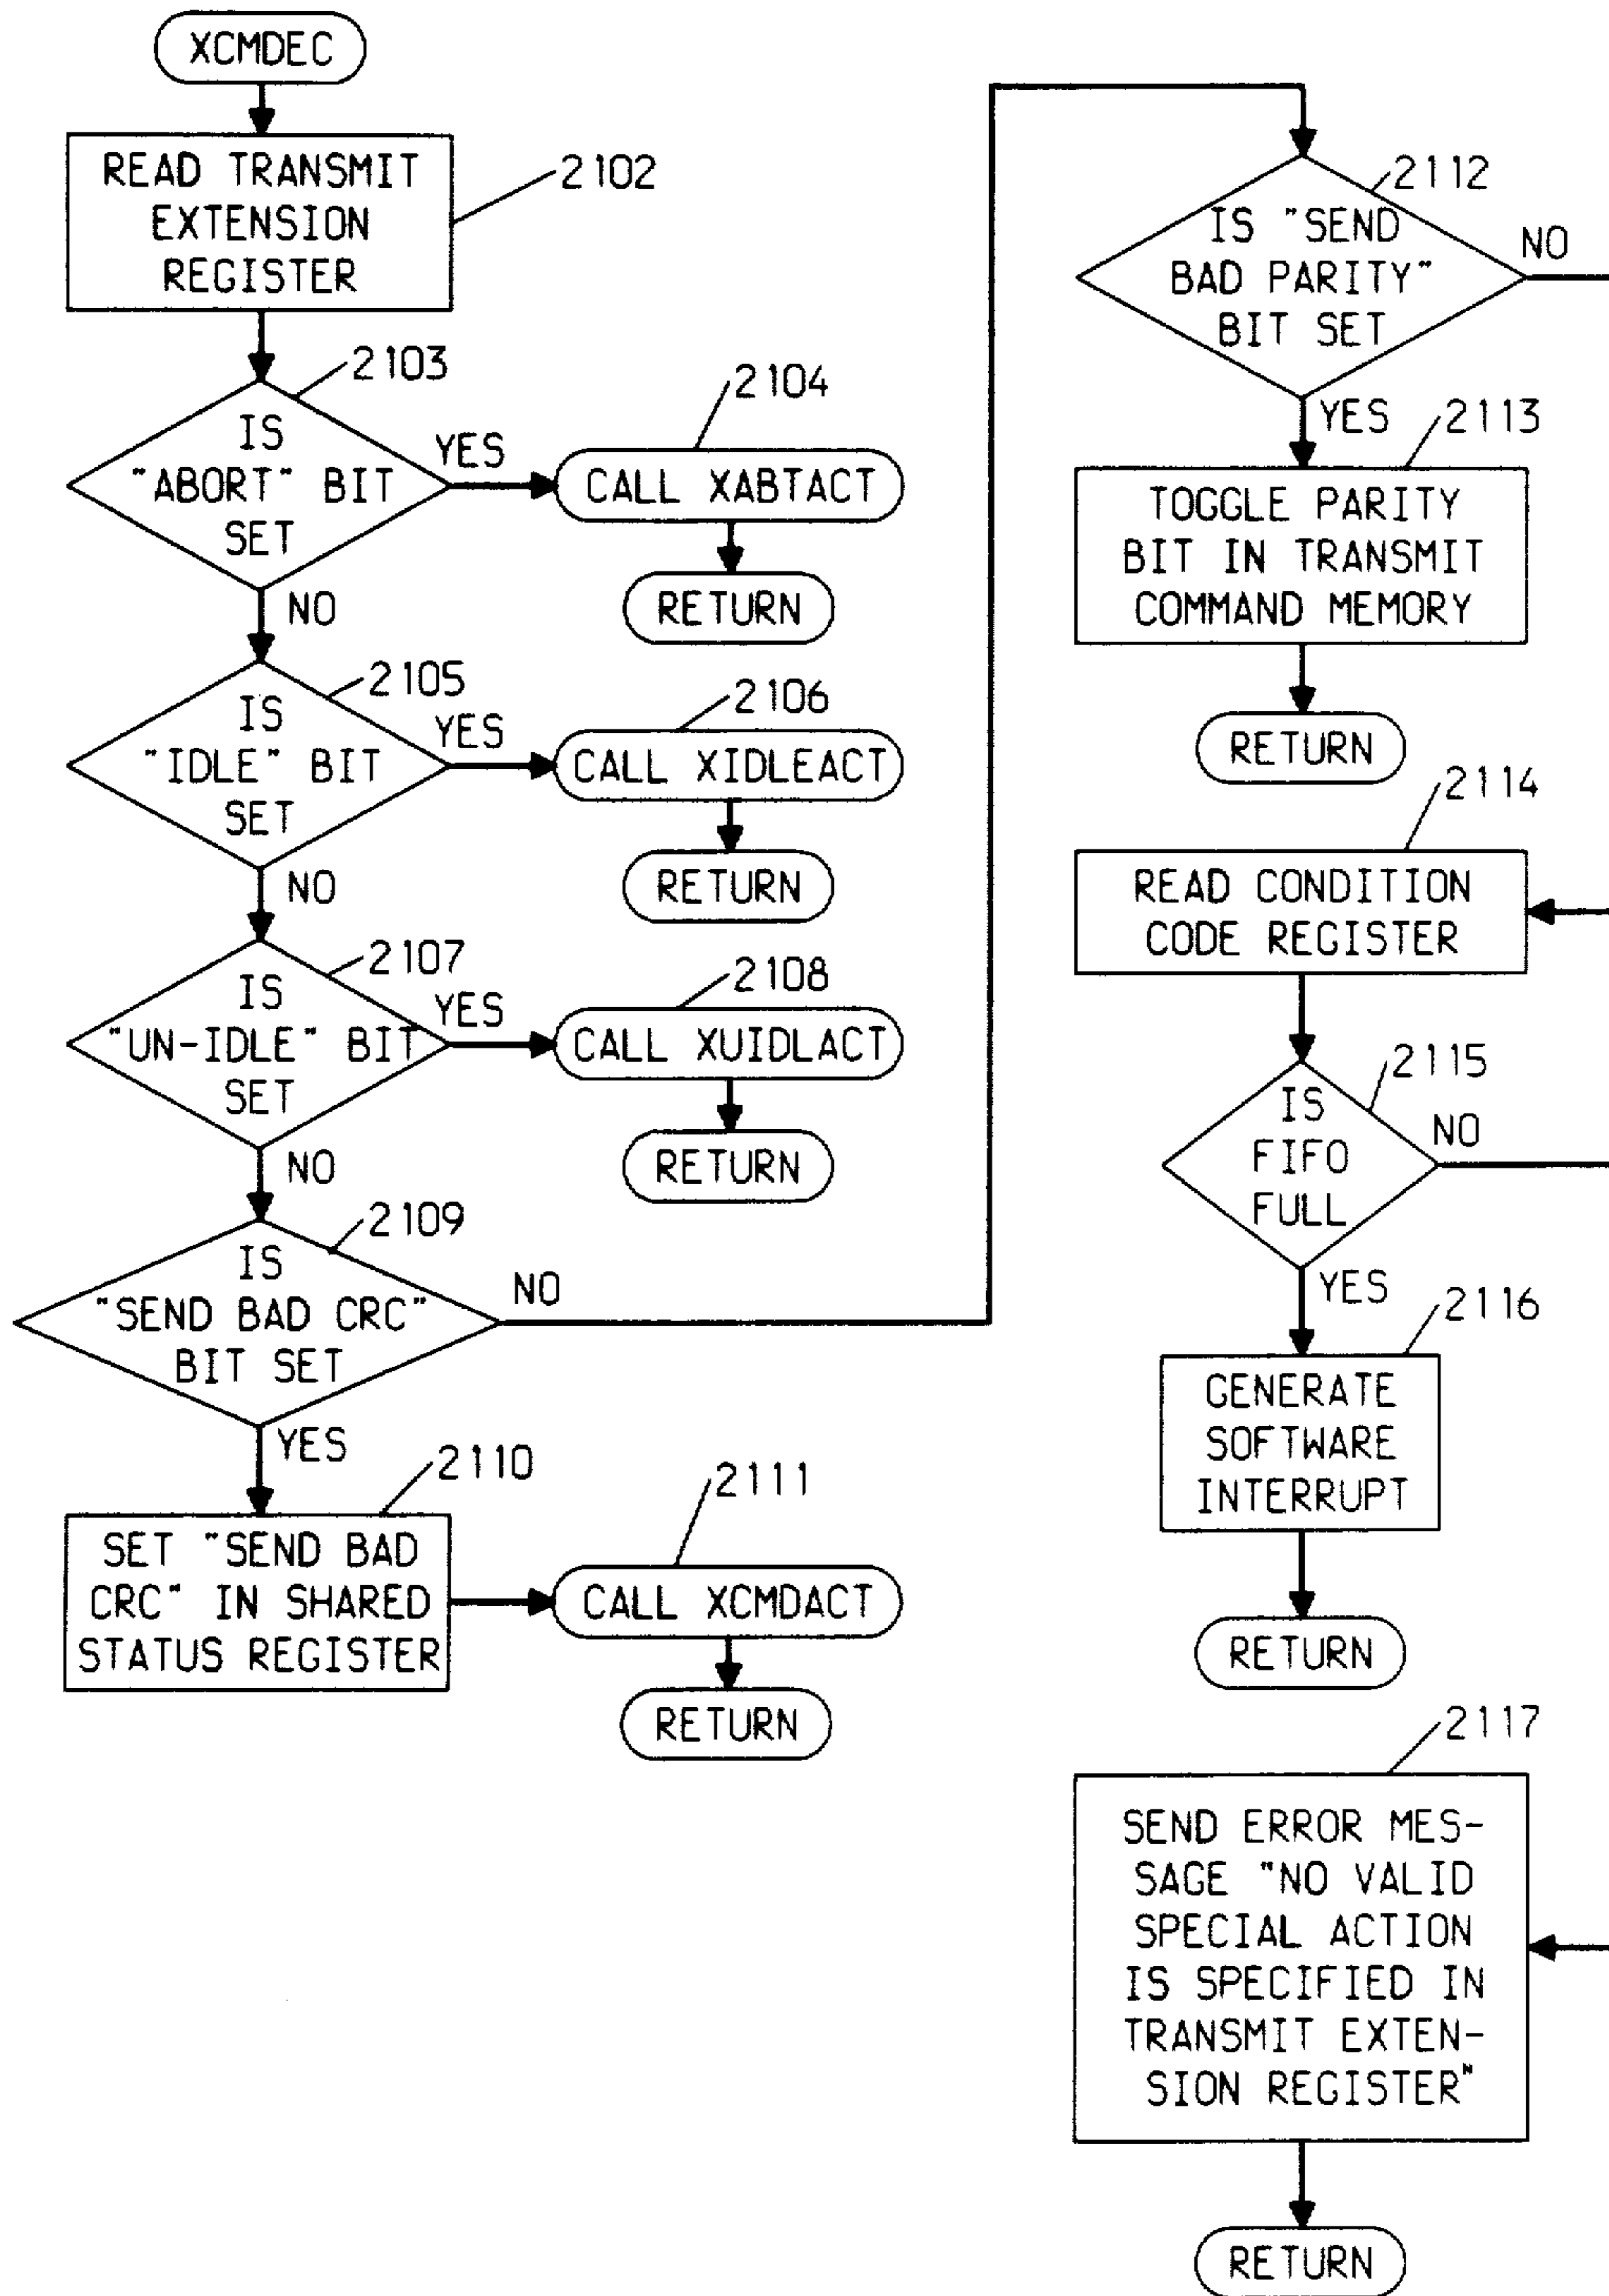 XCMDEC
READ TRANSMIT
EXTENSION
REGISTER
2102
2103
IS
"ABORT" BIT
SET
YES
2104
CALL XABTACT
RETURN
NO
2105
IS
"IDLE" BIT
SET
YES
2106
CALL XIDLEACT
RETURN
NO
2107
IS
"UN-IDLE" BIT
SET
YES
2108
CALL XUIDLACT
RETURN
NO
2109
IS
"SEND BAD CRC"
BIT SET
NO
YES
2110
SET "SEND BAD
CRC" IN SHARED
STATUS REGISTER
2111
CALL XCMDACT
RETURN
2112
IS "SEND
BAD PARITY"
BIT SET
NO
YES
2113
TOGGLE PARITY
BIT IN TRANSMIT
COMMAND MEMORY
RETURN
2114
READ CONDITION
CODE REGISTER
2115
IS
FIFO
FULL
NO
YES
2116
GENERATE
SOFTWARE
INTERRUPT
RETURN
2117
SEND ERROR MES-
SAGE "NO VALID
SPECIAL ACTION
IS SPECIFIED IN
TRANSMIT EXTEN-
SION REGISTER"
RETURN